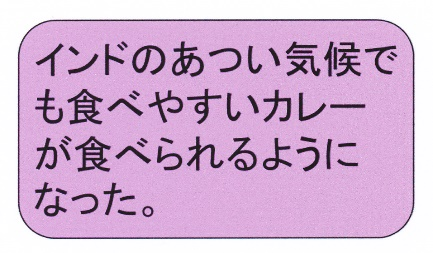 インドのあつい気候で
も食べやすいカレー
が食べられるように
なった。